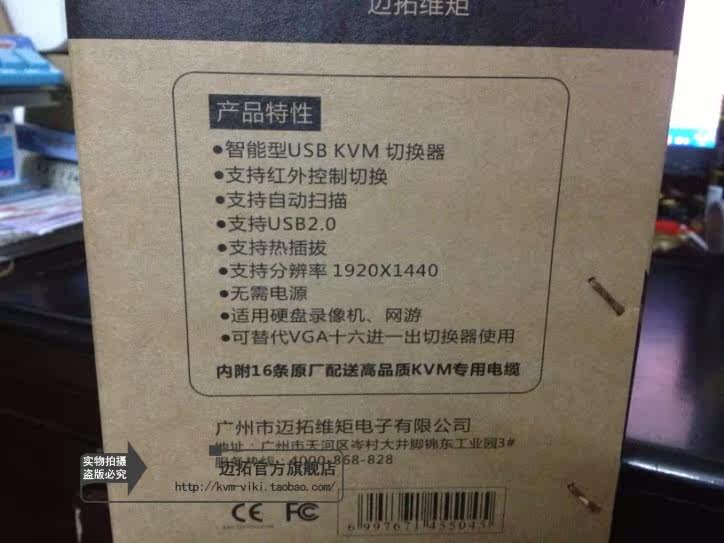 迈拓维矩
产品特性
●智能型USB KVM 切换器
●支持红外控制切换
●支持自动扫描
●支持USB2.0
●支持热插拔
●支持分辨率 1920X1440
●无需电源
●适用硬盘录像机、网游
●可替代VGA十六进一出切换器使用
内附16条原厂配送高品质KVM专用电缆
广州市迈拓维矩电子有限公司
地址：广州市天河区岑村大井脚锦东工业园3#
服务热线：4000-868-828
实物拍摄
盗版必究
迈拓官方旗舰店
http://kvm-viki.taobao.com/
CE FC
6 997671 455045